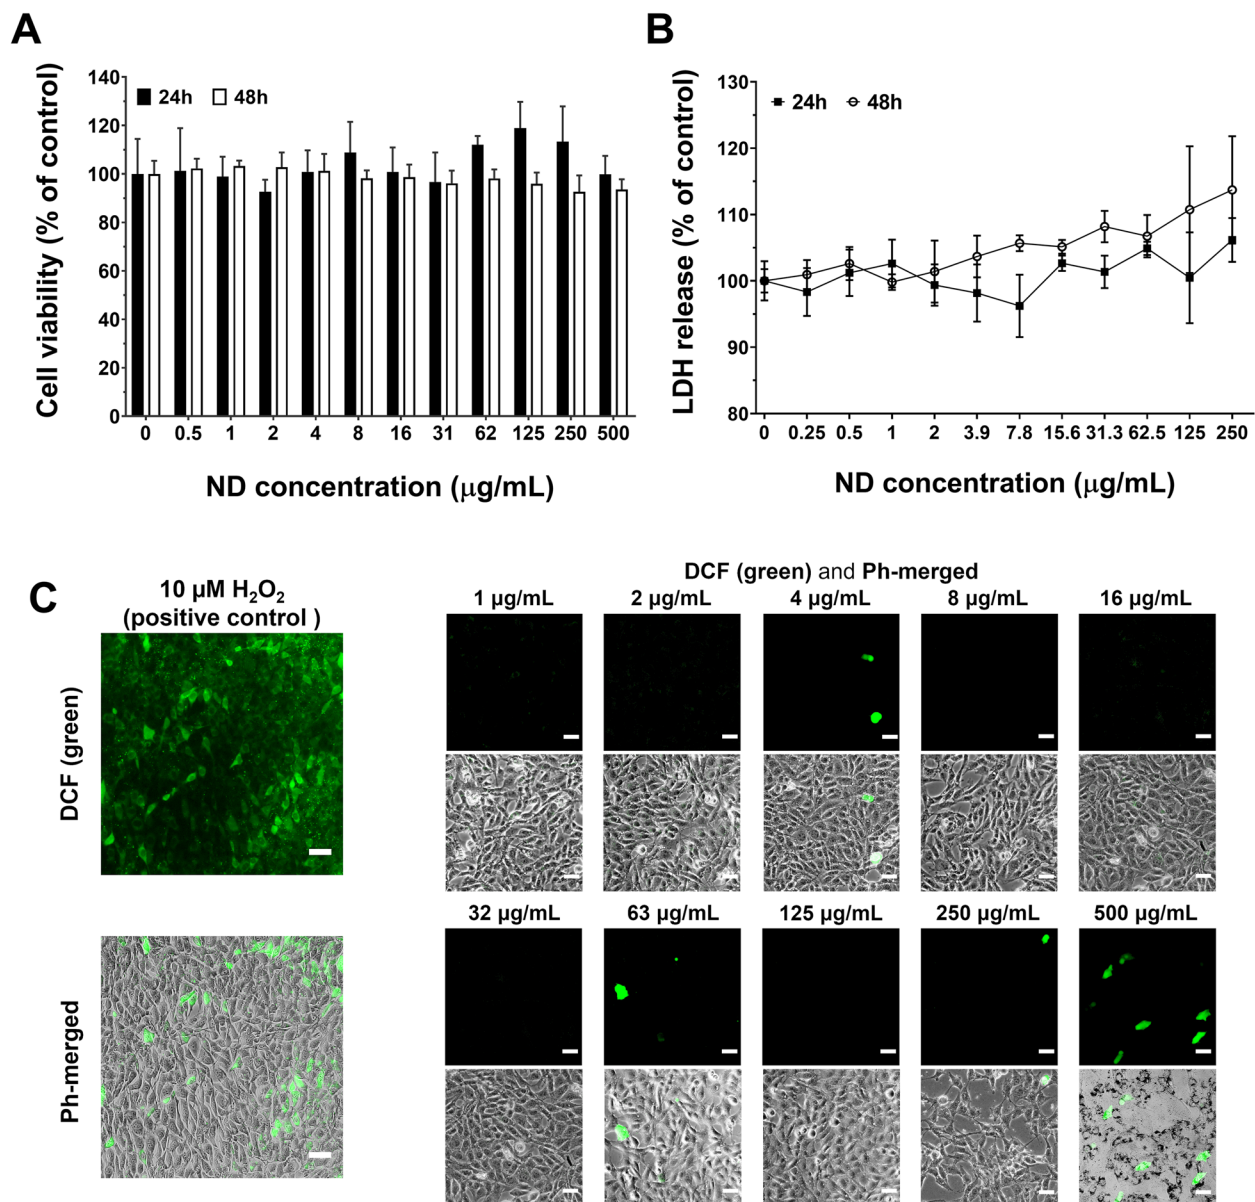 A
Cell viability (% of control)
140
120
100
80
60
40
20
0
24h 48h
0 0.5 1 2 4 8 16 31 62 125 250 500
ND concentration (μg/mL)
B
LDH release (% of control)
130
120
110
100
90
80
24h 48h
0 0.25 0.5 1 2 3.9 7.8 15.6 31.3 62.5 125 250
ND concentration (μg/mL)
C
10 μM H₂O₂
(positive control )
DCF (green)
Ph-merged
DCF (green) and Ph-merged
1 μg/mL 2 μg/mL 4 μg/mL 8 μg/mL 16 μg/mL
32 μg/mL 63 μg/mL 125 μg/mL 250 μg/mL 500 μg/mL